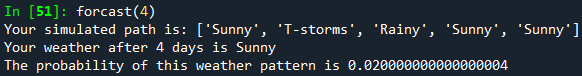 In [51]: forcast(4)
Your simulated path is: ['Sunny', 'T-storms', 'Rainy', 'Sunny', 'Sunny']
Your weather after 4 days is Sunny
The probability of this weather pattern is 0.020000000000000004